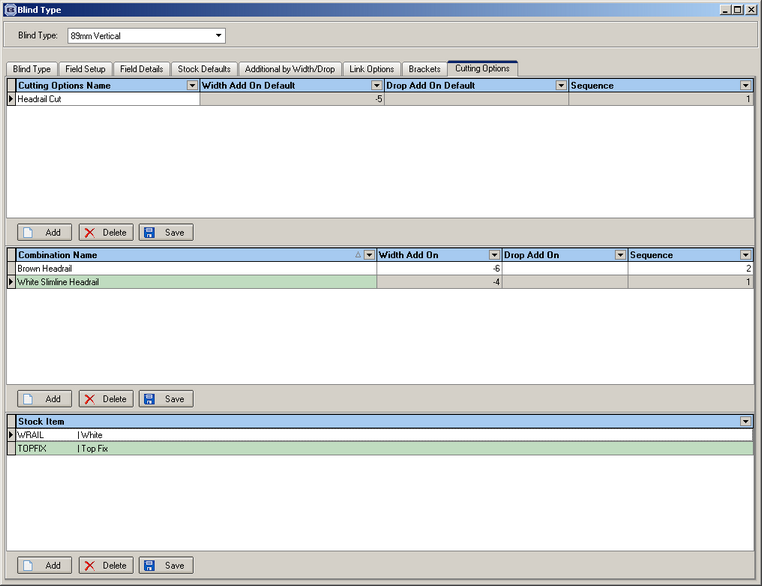 Blind Type
Blind Type: 89mm Vertical
Blind Type Field Setup Field Details Stock Defaults Additional by Width/Drop Link Options Brackets Cutting Options
Cutting Options Name Width Add On Default Drop Add On Default Sequence
Headrail Cut -5 1
Add Delete Save
Combination Name Width Add On Drop Add On Sequence
Brown Headrail -6 2
White Slimline Headrail -4 1
Add Delete Save
Stock Item
WRAIL | White
TOPFIX | Top Fix
Add Delete Save